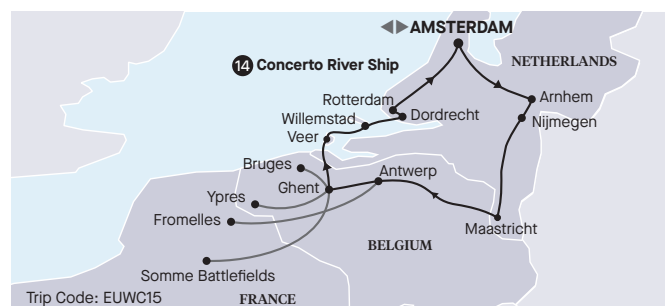 ◀▶AMSTERDAM
14 Concerto River Ship
NETHERLANDS
Rotterdam
Arnhem
Willemstad
Dordrecht
Nijmegen
Veer
Bruges
Antwerp
Ghent
Ypres
Fromelles
Maastricht
BELGIUM
Somme Battlefields
Trip Code: EUWC15
FRANCE